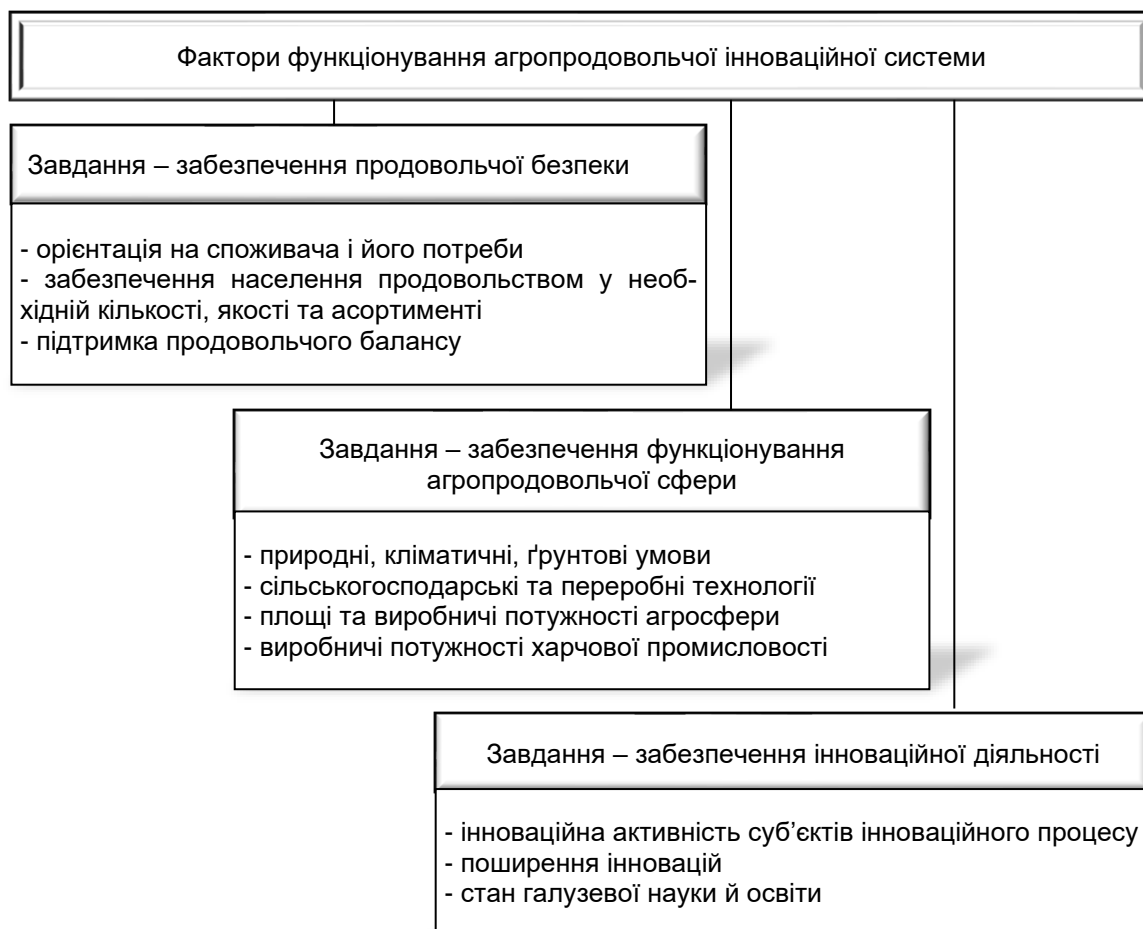 Фактори функціонування агропродовольчої інноваційної системи
Завдання – забезпечення продовольчої безпеки
- орієнтація на споживача і його потреби
- забезпечення населення продовольством у необ-
хідній кількості, якості та асортименті
- підтримка продовольчого балансу
Завдання – забезпечення функціонування
агропродовольчої сфери
- природні, кліматичні, ґрунтові умови
- сільськогосподарські та переробні технології
- площі та виробничі потужності агросфери
- виробничі потужності харчової промисловості
Завдання – забезпечення інноваційної діяльності
- інноваційна активність суб’єктів інноваційного процесу
- поширення інновацій
- стан галузевої науки й освіти